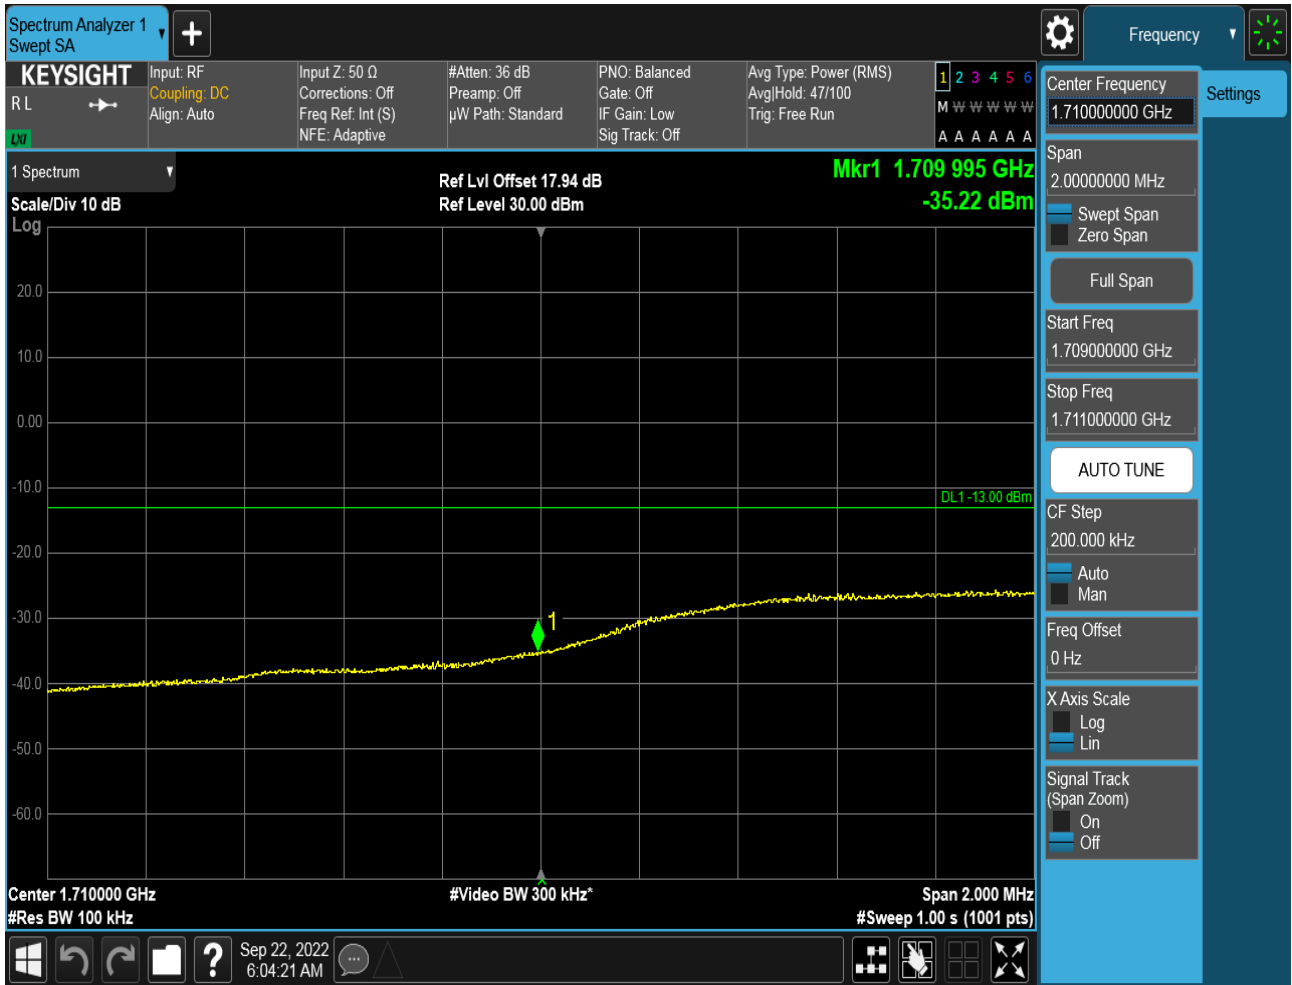 Spectrum Analyzer 1
Swept SA
Frequency
KEYSIGHT
R L
LXI
Input: RF
Coupling: DC
Align: Auto
Input Z: 50 Ω
Corrections: Off
Freq Ref: Int (S)
NFE: Adaptive
#Atten: 36 dB
Preamp: Off
µW Path: Standard
PNO: Balanced
Gate: Off
IF Gain: Low
Sig Track: Off
Avg Type: Power (RMS)
Avg|Hold: 47/100
Trig: Free Run
1 2 3 4 5 6
M W W W W W
A A A A A A
1 Spectrum
Scale/Div 10 dB
Log
Ref Lvl Offset 17.94 dB
Ref Level 30.00 dBm
Mkr1 1.709 995 GHz
-35.22 dBm
20.0
10.0
0.00
-10.0
DL1 -13.00 dBm
-20.0
-30.0
1
-40.0
-50.0
-60.0
Center 1.710000 GHz
#Video BW 300 kHz*
Span 2.000 MHz
#Res BW 100 kHz
#Sweep 1.00 s (1001 pts)
Sep 22, 2022
6:04:21 AM
Center Frequency
1.710000000 GHz
Settings
Span
2.00000000 MHz
Swept Span
Zero Span
Full Span
Start Freq
1.709000000 GHz
Stop Freq
1.711000000 GHz
AUTO TUNE
CF Step
200.000 kHz
Auto
Man
Freq Offset
0 Hz
X Axis Scale
Log
Lin
Signal Track
(Span Zoom)
On
Off